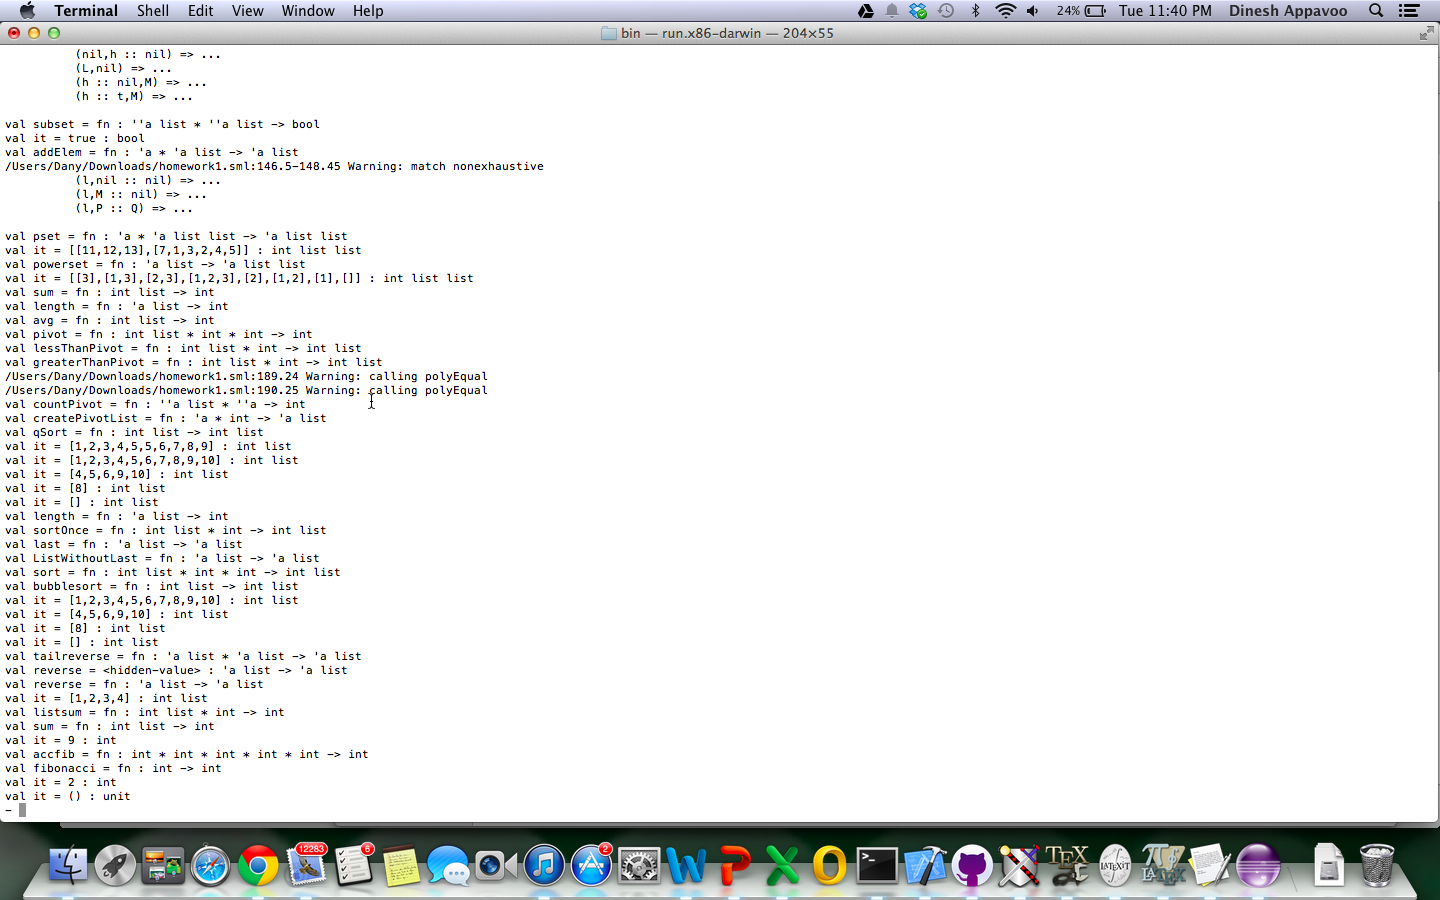 Terminal Shell Edit View Window Help 24% Tue 11:40 PM Dinesh Appavoo
bin — run.x86-darwin — 204×55
(nil,h :: nil) => ...
(L,nil) => ...
(h :: nil,M) => ...
(h :: t,M) => ...
val subset = fn : ''a list * ''a list -> bool
val it = true : bool
val addElem = fn : 'a * 'a list -> 'a list
/Users/Dany/Downloads/homework1.sml:146.5-148.45 Warning: match nonexhaustive
(l,nil :: nil) => ...
(l,M :: nil) => ...
(l,P :: Q) => ...
val pset = fn : 'a * 'a list list -> 'a list list
val it = [[11,12,13],[7,1,3,2,4,5]] : int list list
val powerset = fn : 'a list -> 'a list list
val it = [[3],[1,3],[2,3],[1,2,3],[2],[1,2],[1],[]] : int list list
val sum = fn : int list -> int
val length = fn : 'a list -> int
val avg = fn : int list -> int
val pivot = fn : int list * int * int -> int
val lessThanPivot = fn : int list * int -> int list
val greaterThanPivot = fn : int list * int -> int list
/Users/Dany/Downloads/homework1.sml:189.24 Warning: calling polyEqual
/Users/Dany/Downloads/homework1.sml:190.25 Warning: calling polyEqual
val countPivot = fn : ''a list * ''a -> int
val createPivotList = fn : 'a * int -> 'a list
val qSort = fn : int list -> int list
val it = [1,2,3,4,5,5,6,7,8,9] : int list
val it = [1,2,3,4,5,6,7,8,9,10] : int list
val it = [4,5,6,9,10] : int list
val it = [8] : int list
val it = [] : int list
val length = fn : 'a list -> int
val sortOnce = fn : int list * int -> int list
val last = fn : 'a list -> 'a list
val ListWithoutLast = fn : 'a list -> 'a list
val sort = fn : int list * int * int -> int list
val bubblesort = fn : int list -> int list
val it = [1,2,3,4,5,6,7,8,9,10] : int list
val it = [4,5,6,9,10] : int list
val it = [8] : int list
val it = [] : int list
val tailreverse = fn : 'a list * 'a list -> 'a list
val reverse = <hidden-value> : 'a list -> 'a list
val reverse = fn : 'a list -> 'a list
val it = [1,2,3,4] : int list
val listsum = fn : int list * int -> int
val sum = fn : int list -> int
val it = 9 : int
val accfib = fn : int * int * int * int * int -> int
val fibonacci = fn : int -> int
val it = 2 : int
val it = () : unit
-
12283 6 2